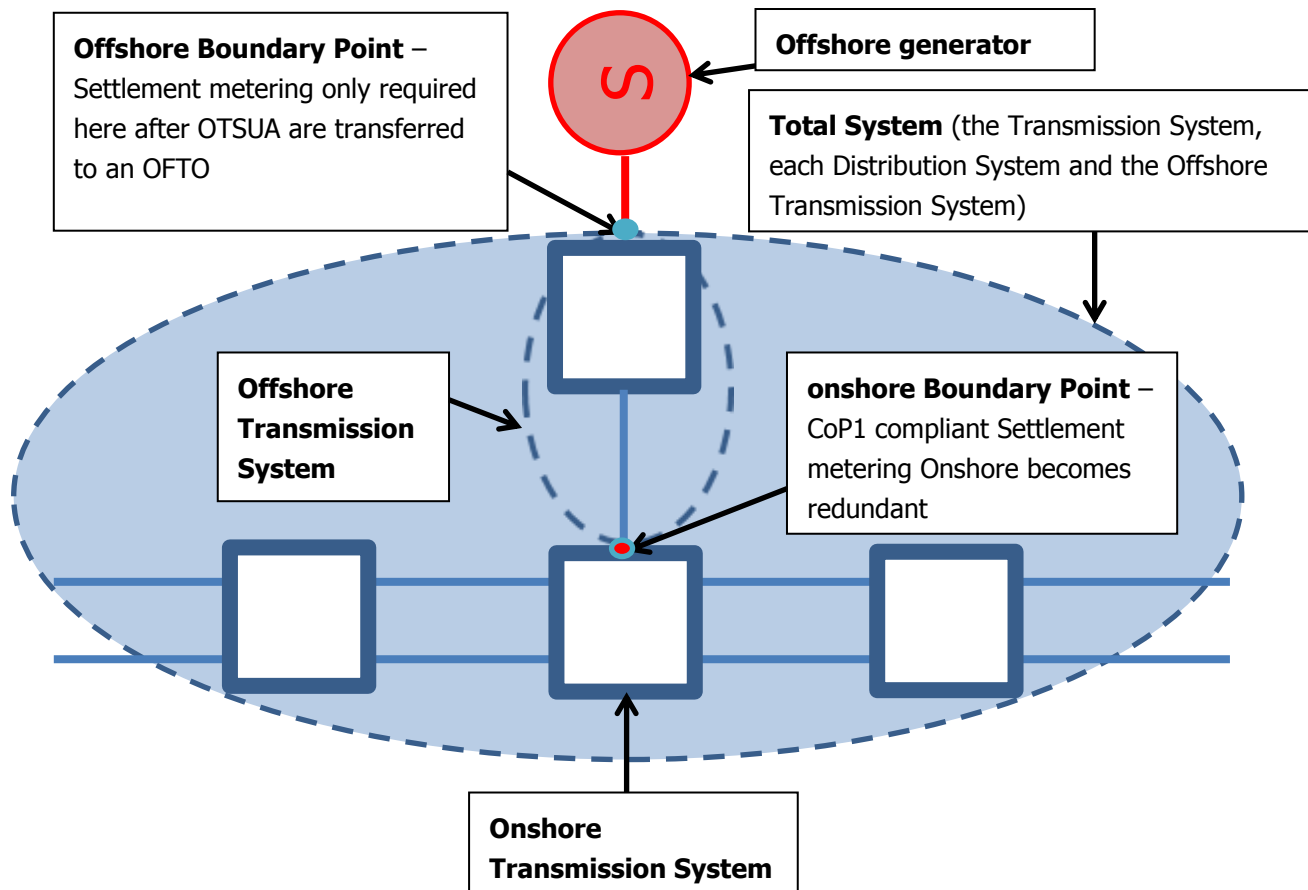 Offshore Boundary Point –
Settlement metering only required
here after OTSUA are transferred
to an OFTO
S
Offshore generator
Total System (the Transmission System,
each Distribution System and the Offshore
Transmission System)
Offshore
Transmission
System
onshore Boundary Point –
CoP1 compliant Settlement
metering Onshore becomes
redundant
Onshore
Transmission System